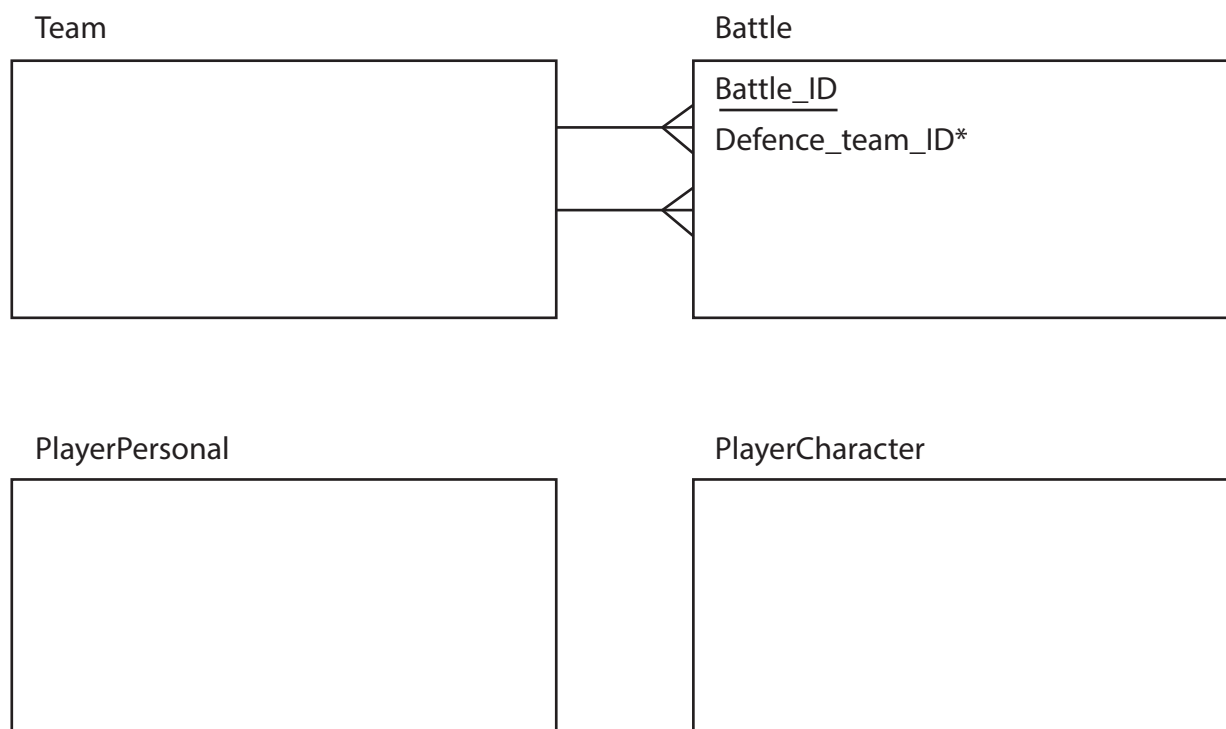 Team
Battle
Battle_ID
Defence_team_ID*
PlayerPersonal
PlayerCharacter